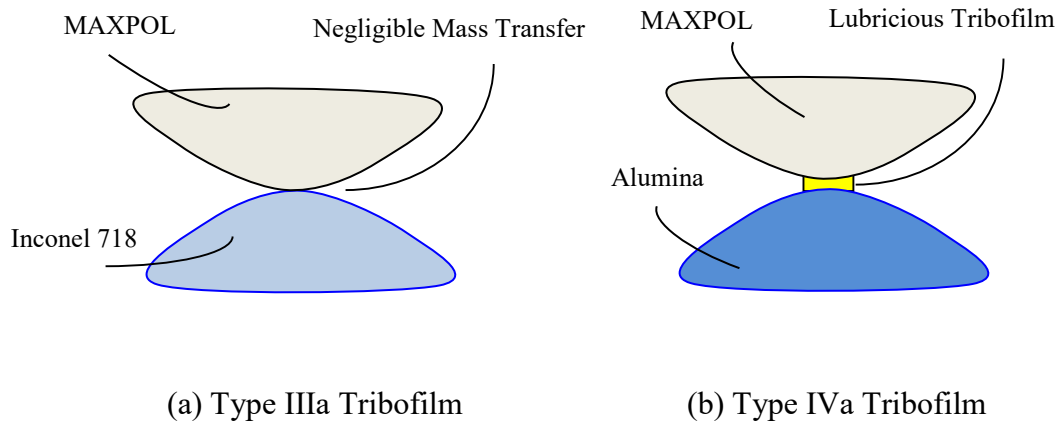 MAXPOL
Negligible Mass Transfer
Inconel 718
(a) Type IIIa Tribofilm
MAXPOL
Lubricious Tribofilm
Alumina
(b) Type IVa Tribofilm